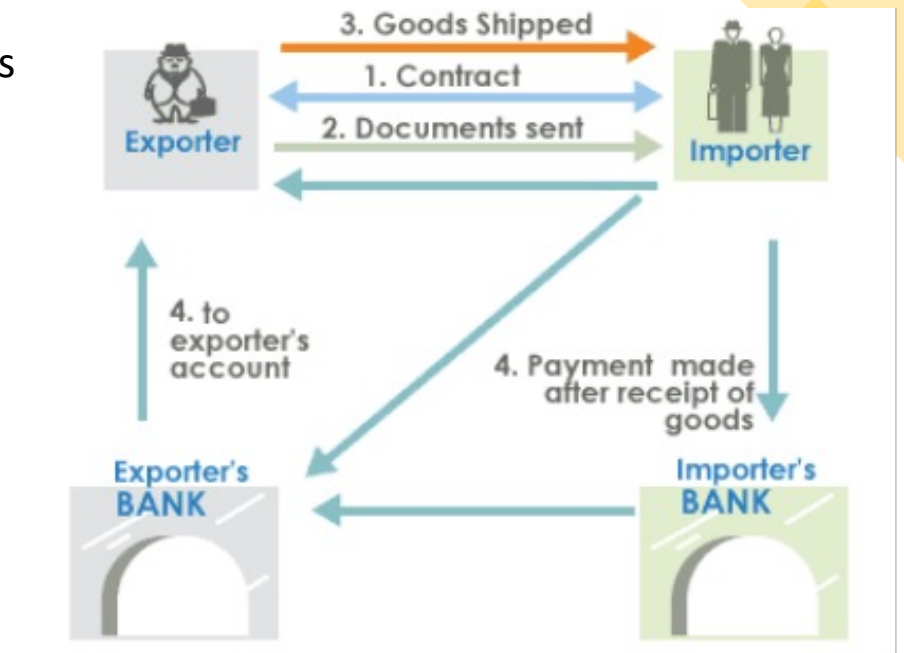 s
3. Goods Shipped
1. Contract
2. Documents sent
Exporter
Importer
4. to
exporter's
account
4. Payment made
after receipt of
goods
Exporter's
BANK
Importer's
BANK